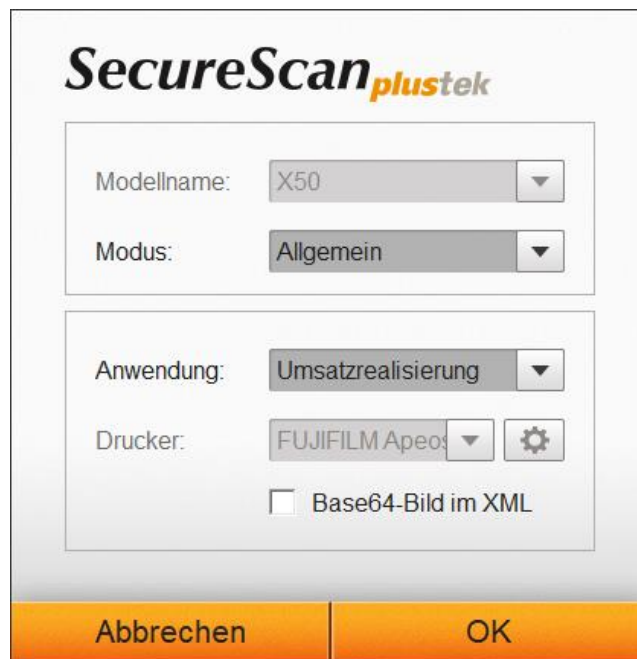 SecureScan plustek
Modellname: X50
Modus: Allgemein
Anwendung: Umsatzrealisierung
Drucker: FUJIFILM Apeos
Base64-Bild im XML
Abbrechen OK